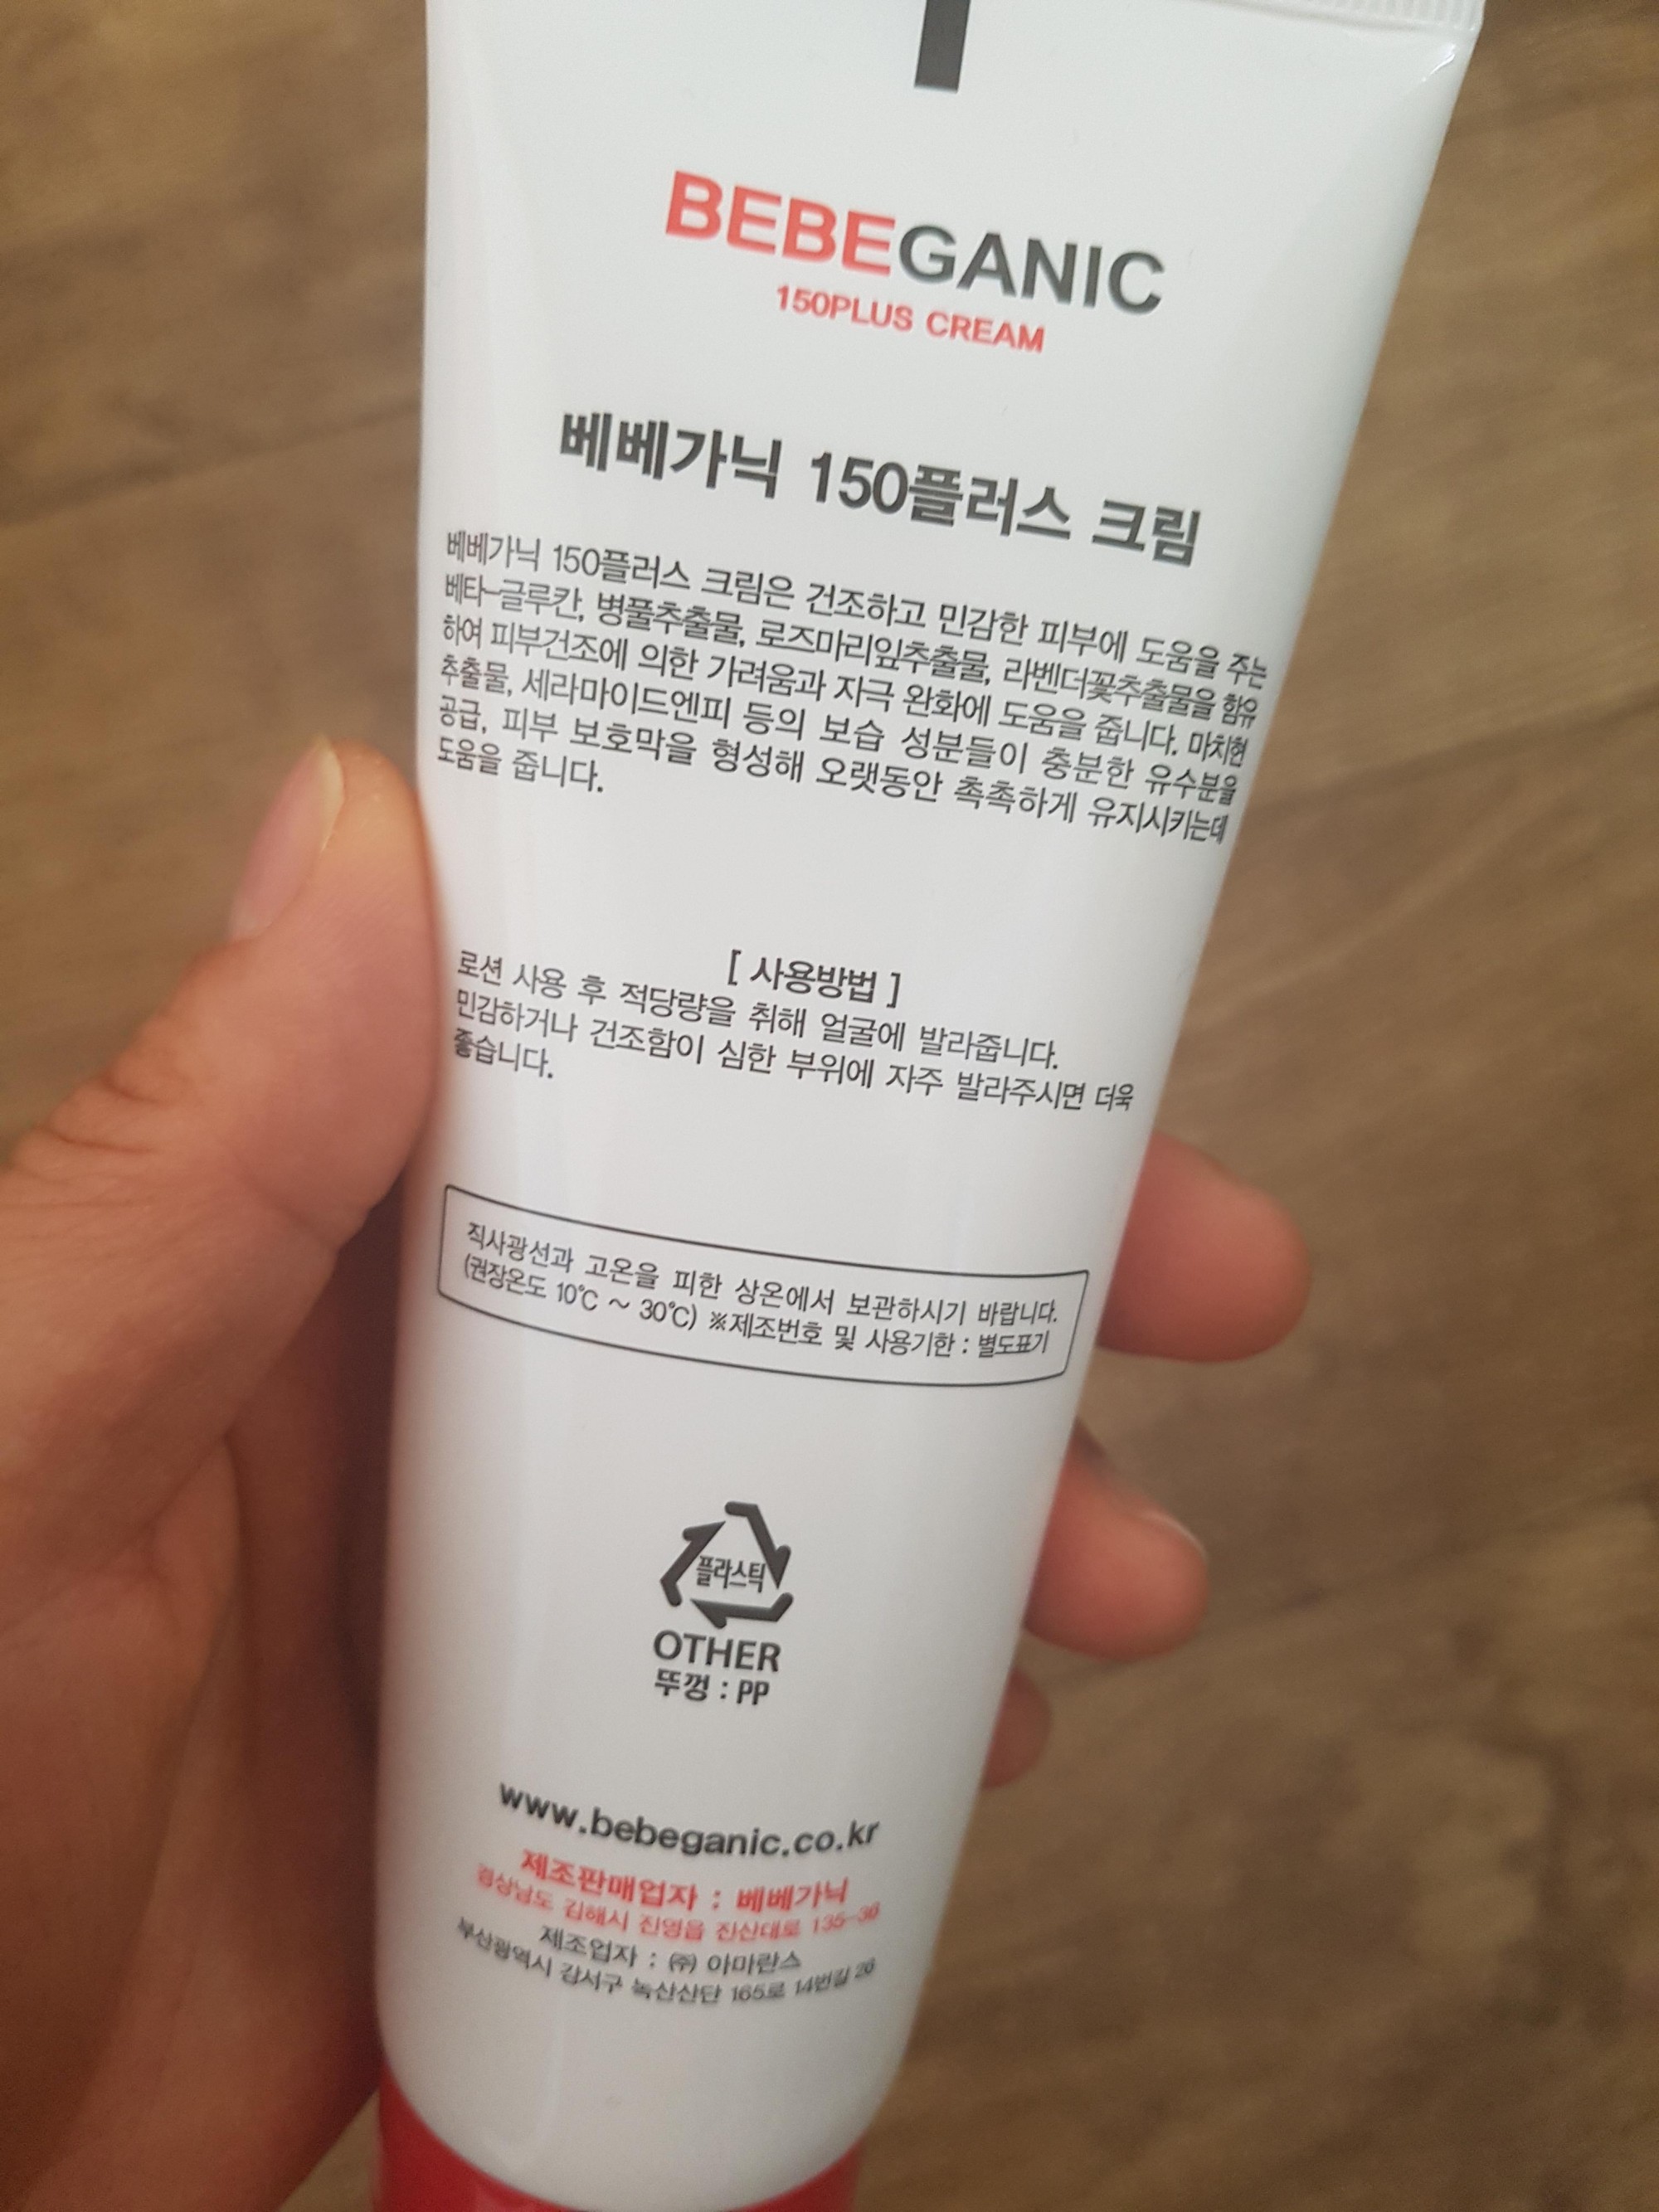 BEBEGANIC
150PLUS CREAM
베베가닉 150플러스 크림
베베가닉 150플러스 크림은 건조하고 민감한 피부에 도움을 주는
베타-글루칸, 병풀추출물, 로즈마리잎추출물, 라벤더꽃추출물을 함유
하여 피부건조에 의한 가려움과 자극 완화에 도움을 줍니다. 마치현
추출물, 세라마이드엔피 등의 보습 성분들이 충분한 유수분을
공급, 피부 보호막을 형성해 오랫동안 촉촉하게 유지시키는데
도움을 줍니다.
[ 사용방법 ]
로션 사용 후 적당량을 취해 얼굴에 발라줍니다.
민감하거나 건조함이 심한 부위에 자주 발라주시면 더욱
좋습니다.
직사광선과 고온을 피한 상온에서 보관하시기 바랍니다.
(권장온도 10℃ ~ 30℃) ※제조번호 및 사용기한 : 별도표기
플라스틱
OTHER
뚜껑 : PP
www.bebeganic.co.kr
제조판매업자 : 베베가닉
경상남도 김해시 진영읍 진산대로 135-36
제조업자 : ㈜ 아마란스
부산광역시 강서구 녹산산단 165로 14번길 26